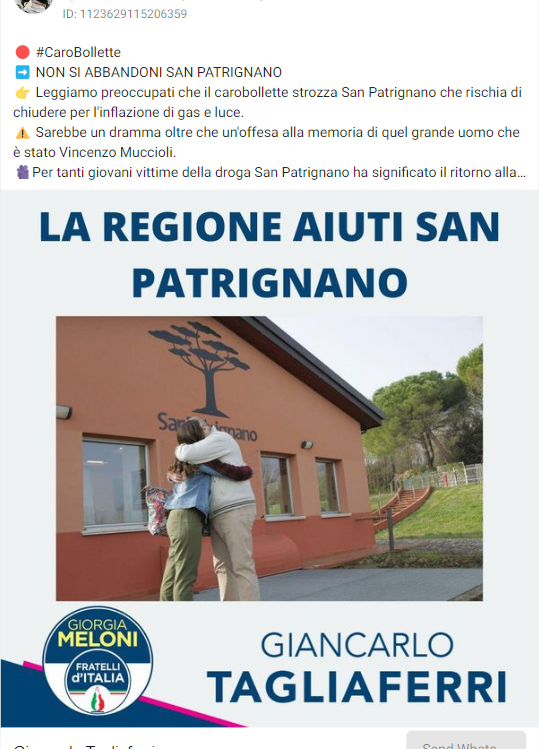 ID: 1123629115206359
🔴 #CaroBollette
➡️ NON SI ABBANDONI SAN PATRIGNANO
👉 Leggiamo preoccupati che il carobollette strozza San Patrignano che rischia di
chiudere per l'inflazione di gas e luce.
⚠️ Sarebbe un dramma oltre che un'offesa alla memoria di quel grande uomo che
è stato Vincenzo Muccioli.
Per tanti giovani vittime della droga San Patrignano ha significato il ritorno alla...
LA REGIONE AIUTI SAN
PATRIGNANO
GIORGIA
MELONI
FRATELLI
d'ITALIA
GIANCARLO
TAGLIAFERRI